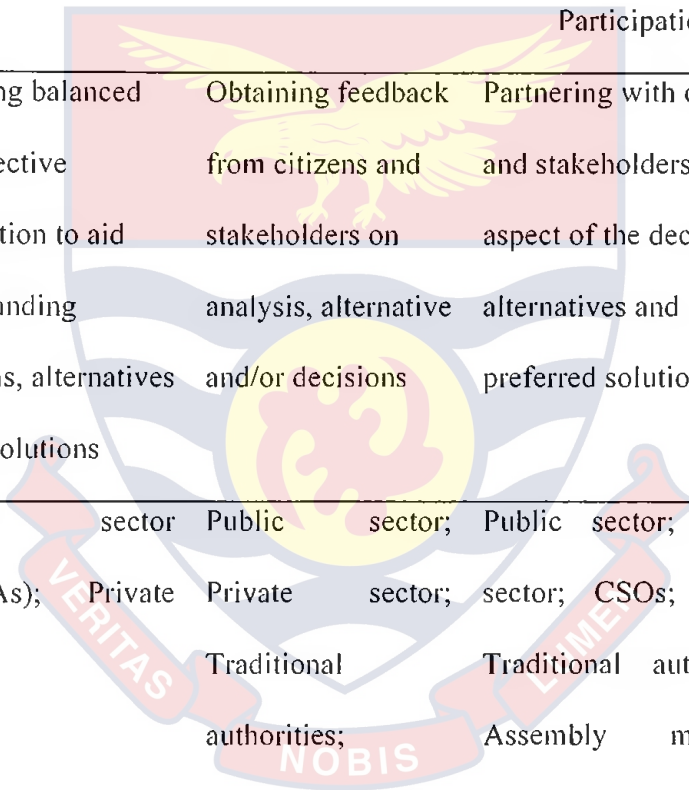 Participatio
ng balanced Obtaining feedback Partnering with c
ective from citizens and and stakeholders
tion to aid stakeholders on aspect of the dec
anding analysis, alternative alternatives and
ns, alternatives and/or decisions preferred solutio
olutions
sector Public sector; Public sector;
As); Private Private sector; sector; CSOs;
Traditional Traditional aut
authorities; Assembly m
VERITAS NOBIS LUMEN